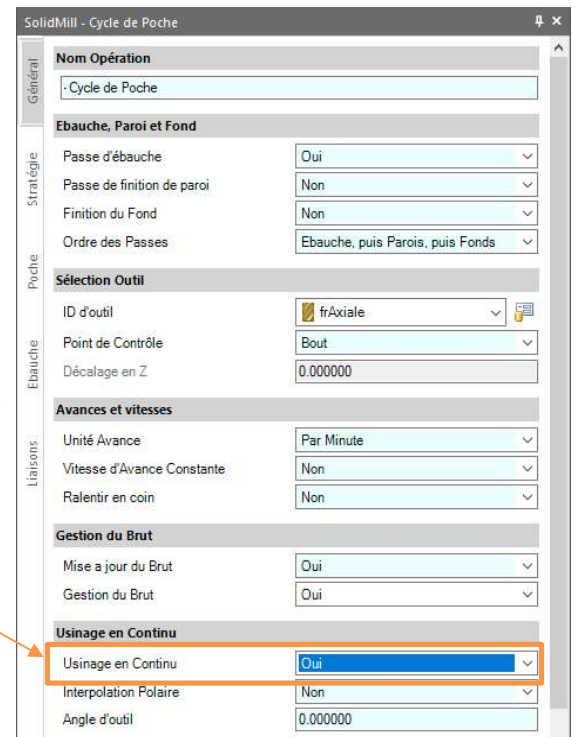 SolidMill - Cycle de Poche
Général
Stratégie
Poche
Ebauche
Liaisons
Nom Opération
- Cycle de Poche
Ebauche, Paroi et Fond
Passe d'ébauche Oui
Passe de finition de paroi Non
Finition du Fond Non
Ordre des Passes Ebauche, puis Parois, puis Fonds
Sélection Outil
ID d'outil frAxiale
Point de Contrôle Bout
Décalage en Z 0.000000
Avances et vitesses
Unité Avance Par Minute
Vitesse d'Avance Constante Non
Ralentir en coin Non
Gestion du Brut
Mise a jour du Brut Oui
Gestion du Brut Oui
Usinage en Continu
Usinage en Continu Oui
Interpolation Polaire Non
Angle d'outil 0.000000